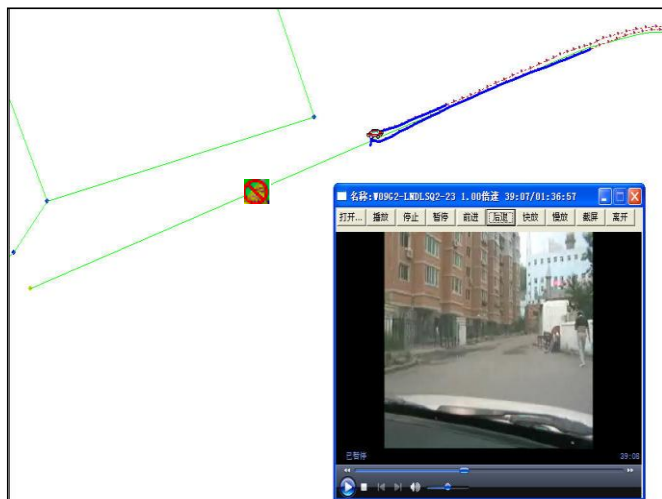 名称:W09G2-LNDLSQ2-23 1.00倍速 39:07/01:36:57
打开... 播放 停止 暂停 前进 后退 快放 慢放 截屏 离开
已暂停 39:08